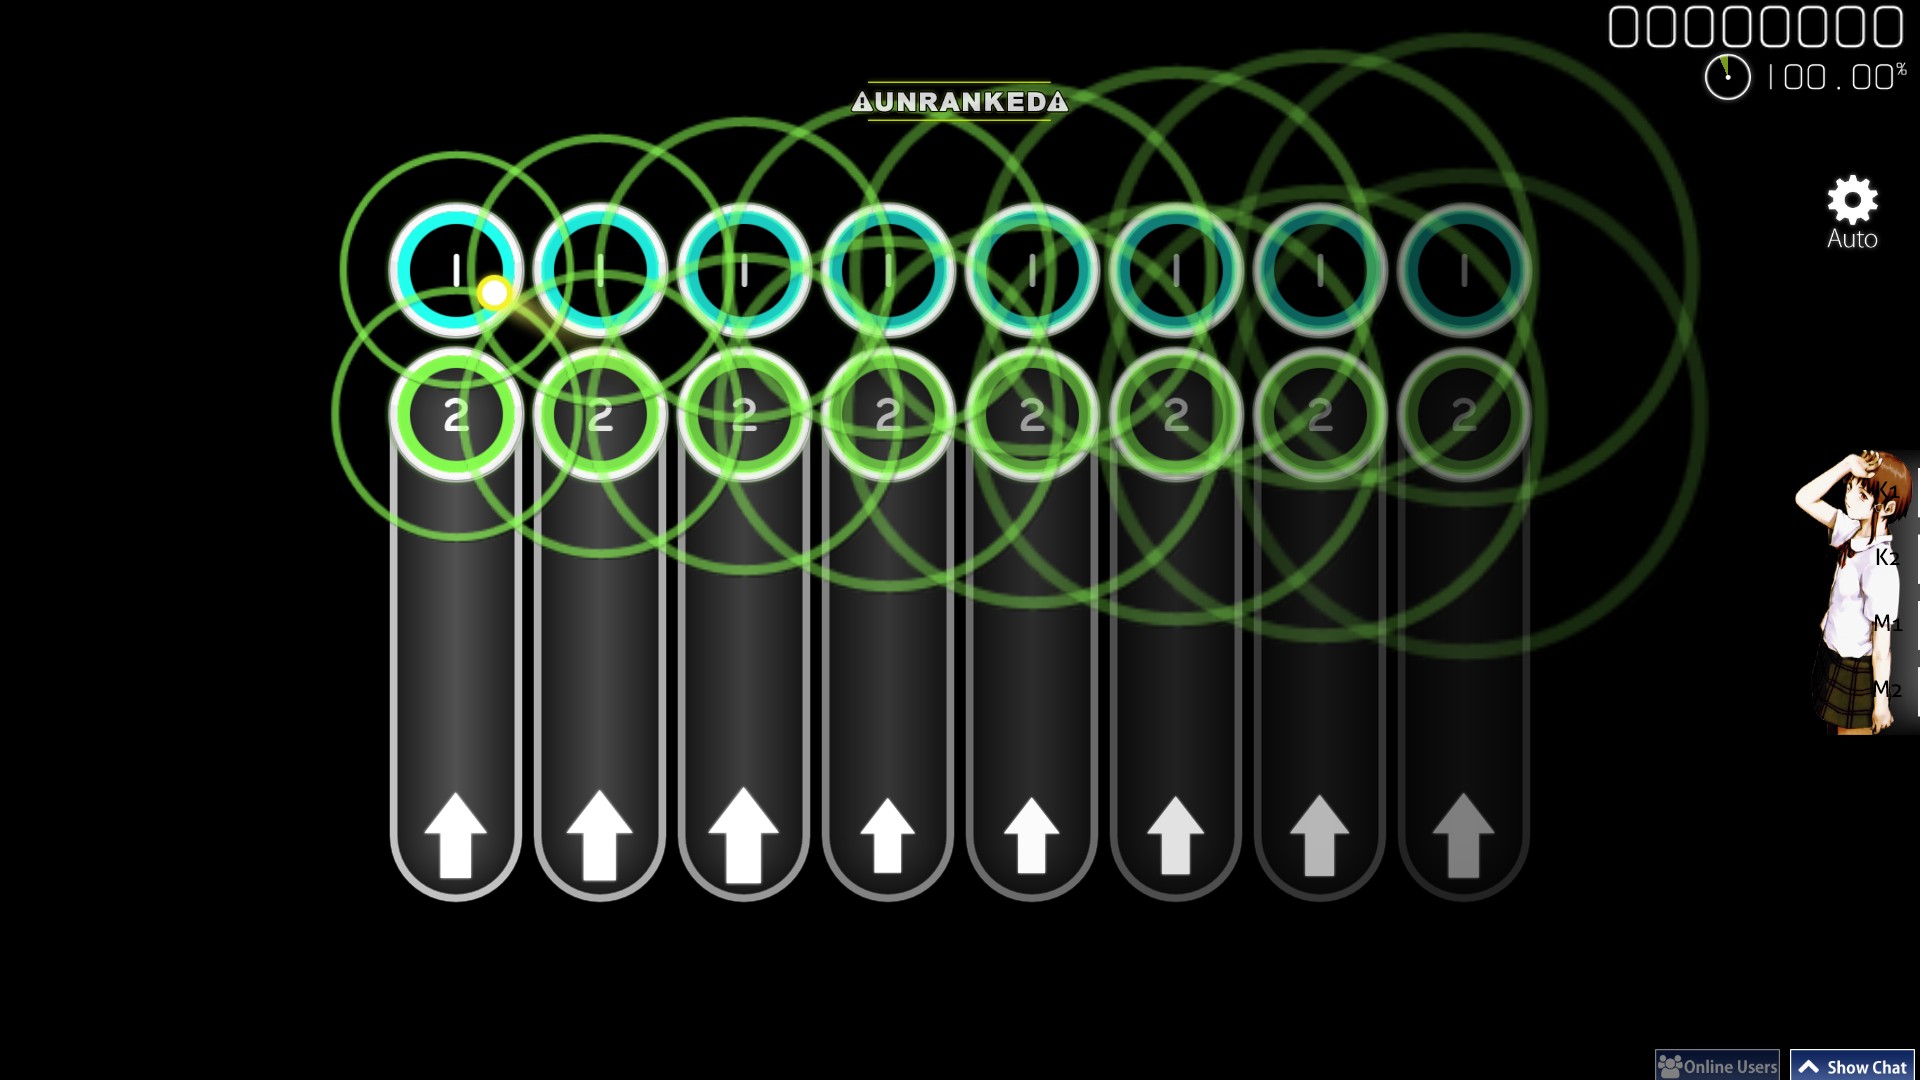 00000000
100.00%
UNRANKED
Auto
1 1 1 1 1 1 1 1
2 2 2 2 2 2 2 2
K1
K2
M1
M2
Online Users
Show Chat